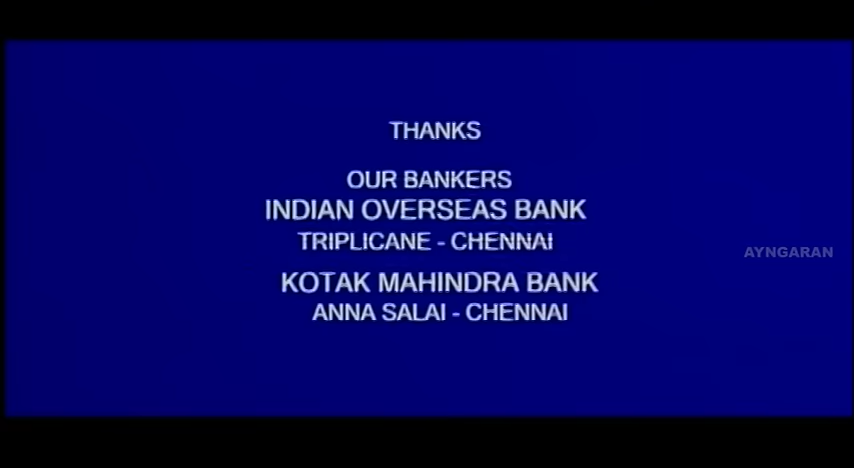 THANKS
OUR BANKERS
INDIAN OVERSEAS BANK
TRIPLICANE - CHENNAI
AYNGARAN
KOTAK MAHINDRA BANK
ANNA SALAI - CHENNAI